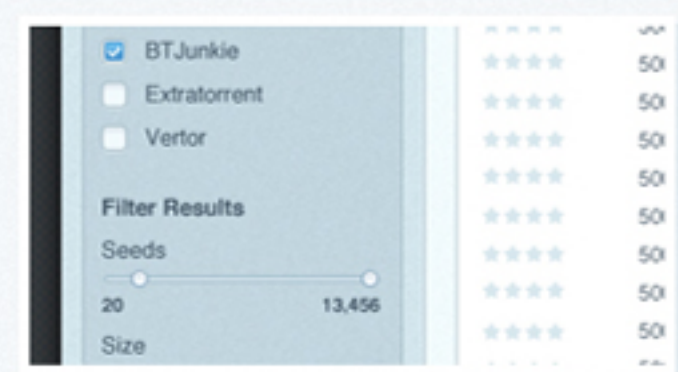 BTJunkie
Extratorrent
Vertor
Filter Results
Seeds
20 13,456
Size